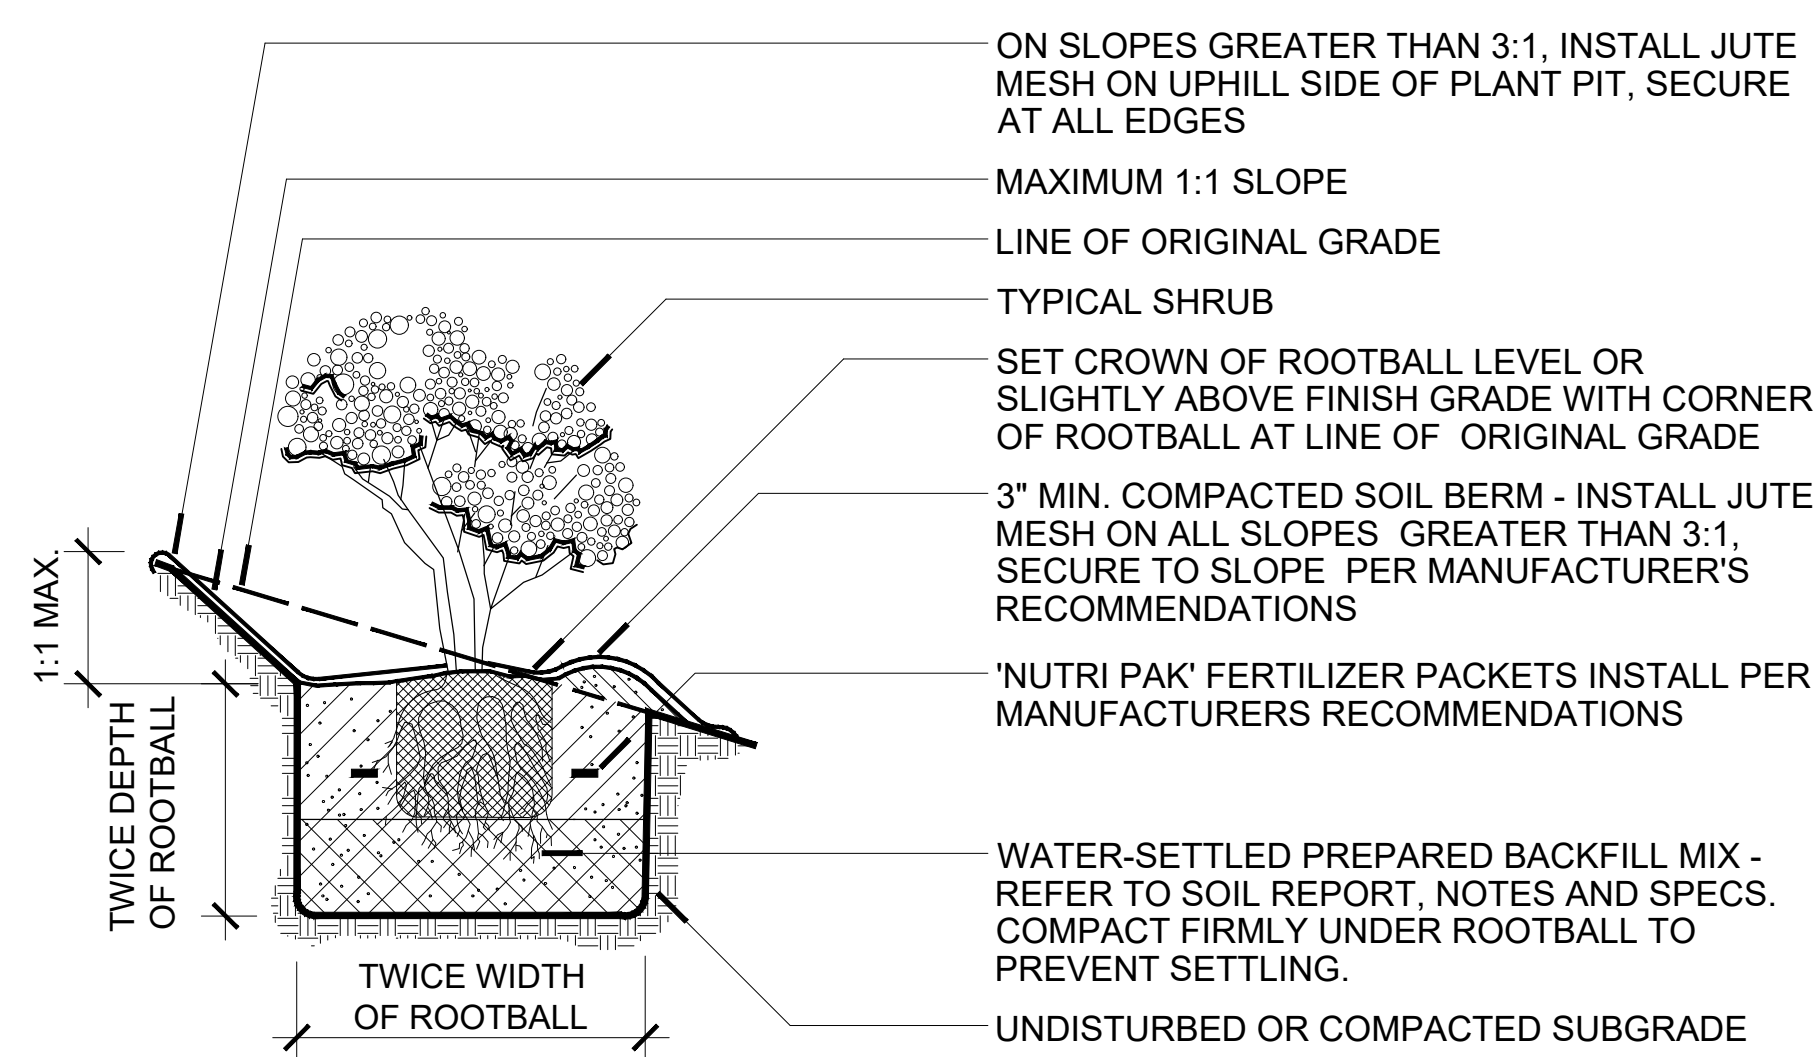 ON SLOPES GREATER THAN 3:1, INSTALL JUTE
MESH ON UPHILL SIDE OF PLANT PIT, SECURE
AT ALL EDGES
MAXIMUM 1:1 SLOPE
LINE OF ORIGINAL GRADE
TYPICAL SHRUB
SET CROWN OF ROOTBALL LEVEL OR
SLIGHTLY ABOVE FINISH GRADE WITH CORNER
OF ROOTBALL AT LINE OF ORIGINAL GRADE
3" MIN. COMPACTED SOIL BERM - INSTALL JUTE
MESH ON ALL SLOPES GREATER THAN 3:1,
SECURE TO SLOPE PER MANUFACTURER'S
RECOMMENDATIONS
'NUTRI PAK' FERTILIZER PACKETS INSTALL PER
MANUFACTURERS RECOMMENDATIONS
WATER-SETTLED PREPARED BACKFILL MIX -
REFER TO SOIL REPORT, NOTES AND SPECS.
COMPACT FIRMLY UNDER ROOTBALL TO
PREVENT SETTLING.
UNDISTURBED OR COMPACTED SUBGRADE
1:1 MAX.
TWICE DEPTH
OF ROOTBALL
TWICE WIDTH
OF ROOTBALL